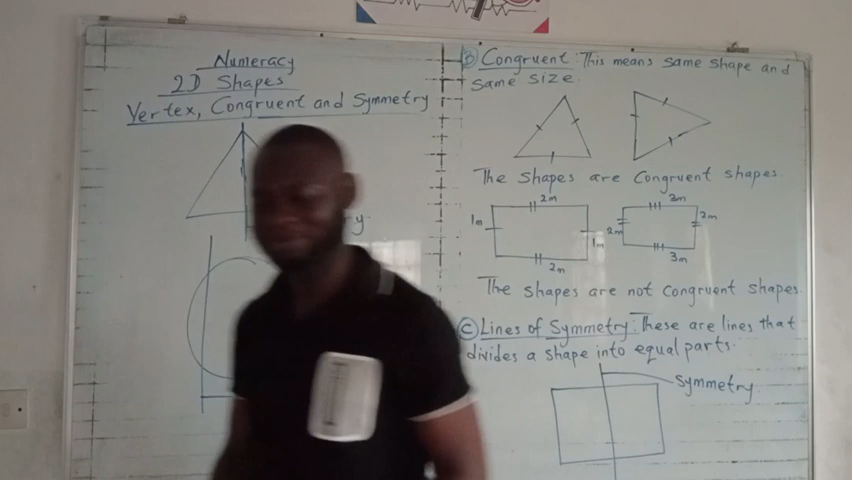 Numeracy
2D Shapes
Vertex, Congruent and Symmetry
ry
B Congruent: This means same shape and
same size.
The shapes are Congruent shapes.
2m
1m
1m
2m
3m
2m
2m
3m
The shapes are not Congruent shapes.
C Lines of Symmetry: These are lines that
divides a shape into equal parts.
Symmetry